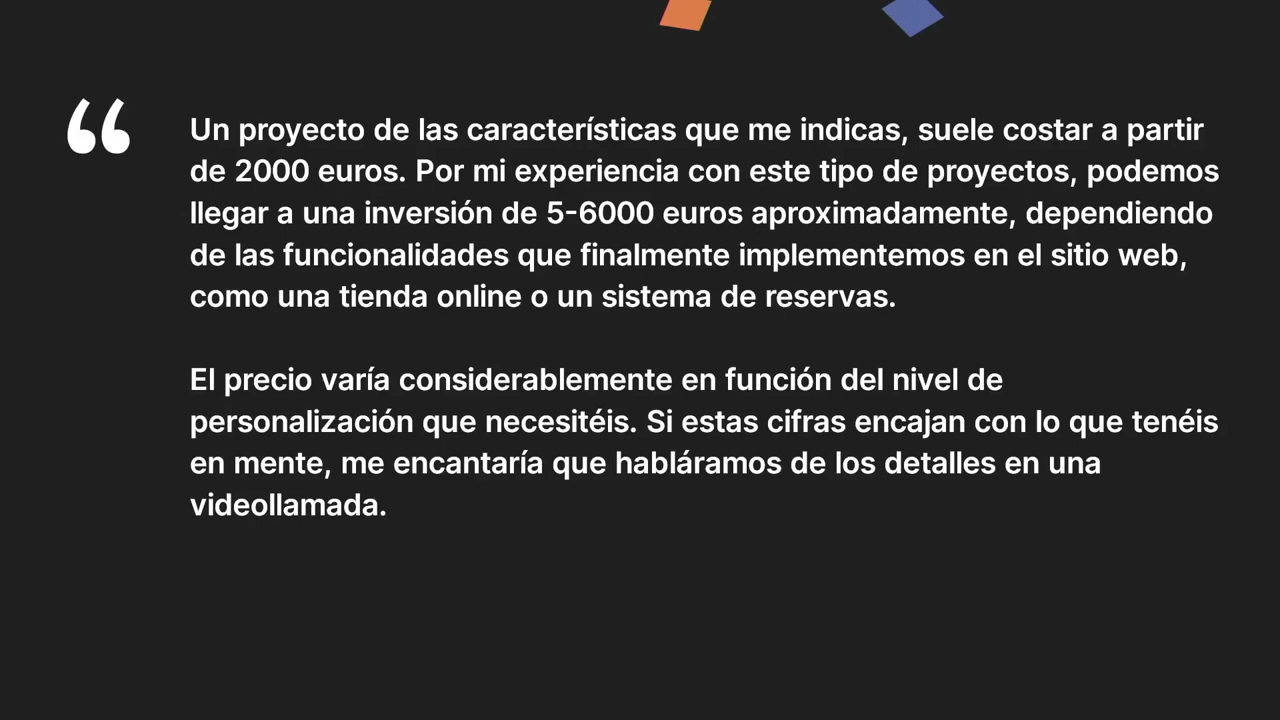 “
Un proyecto de las características que me indicas, suele costar a partir
de 2000 euros. Por mi experiencia con este tipo de proyectos, podemos
llegar a una inversión de 5-6000 euros aproximadamente, dependiendo
de las funcionalidades que finalmente implementemos en el sitio web,
como una tienda online o un sistema de reservas.
El precio varía considerablemente en función del nivel de
personalización que necesitéis. Si estas cifras encajan con lo que tenéis
en mente, me encantaría que habláramos de los detalles en una
videollamada.